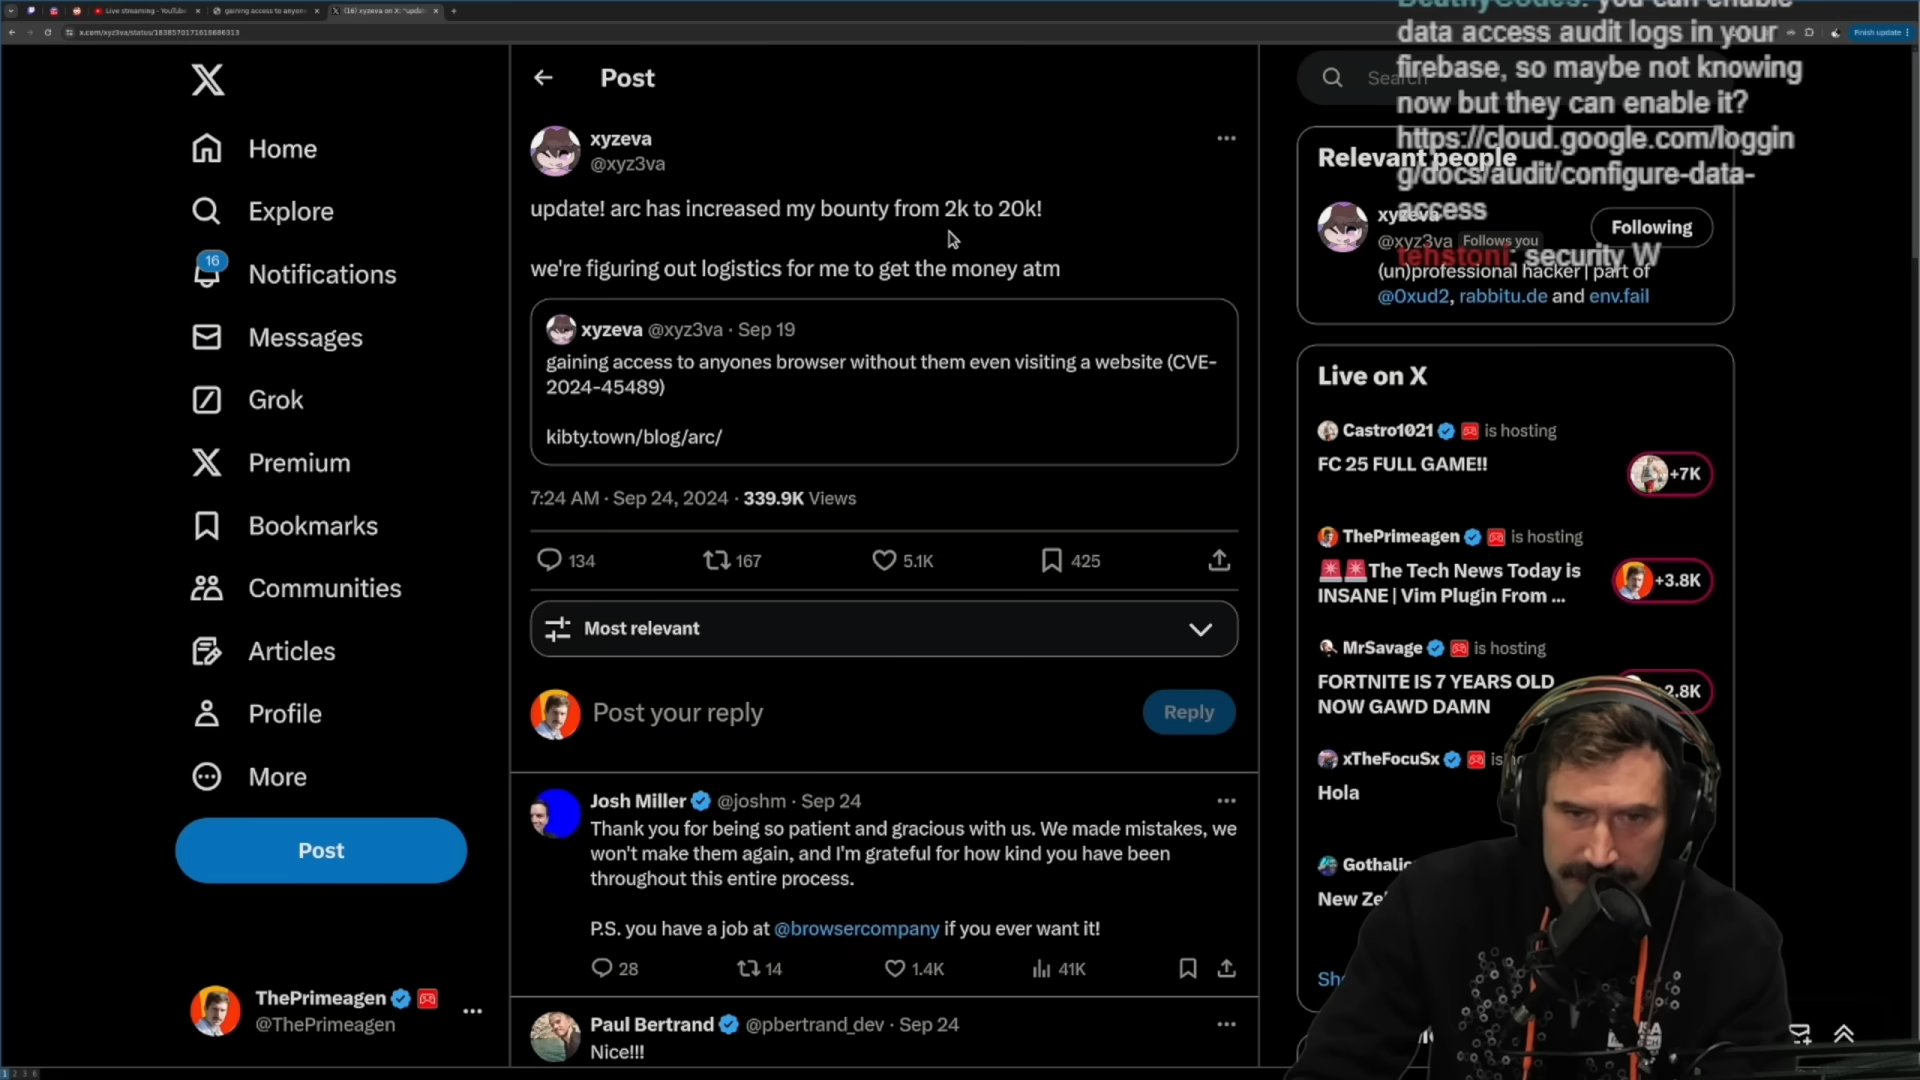 Live streaming - YouTube
gaining access to anyone
(16) xyzeva on X: "updat
x.com/xyz3va/status/1838570171616686313
Finish update
Home
Explore
16
Notifications
Messages
Grok
Premium
Bookmarks
Communities
Articles
Profile
More
Post
ThePrimeagen
@ThePrimeagen
Post
xyzeva
@xyz3va
update! arc has increased my bounty from 2k to 20k!
we're figuring out logistics for me to get the money atm
xyzeva @xyz3va · Sep 19
gaining access to anyones browser without them even visiting a website (CVE-
2024-45489)
kibty.town/blog/arc/
7:24 AM · Sep 24, 2024 · 339.9K Views
134
167
5.1K
425
Most relevant
Post your reply
Reply
Josh Miller @joshm · Sep 24
Thank you for being so patient and gracious with us. We made mistakes, we
won't make them again, and I'm grateful for how kind you have been
throughout this entire process.
P.S. you have a job at @browsercompany if you ever want it!
28
14
1.4K
41K
Paul Bertrand @pbertrand_dev · Sep 24
Nice!!!
you can enable
data access audit logs in your
firebase, so maybe not knowing
now but they can enable it?
https://cloud.google.com/loggin
g/docs/audit/configure-data-
access
tehstonf: security W
Search
Relevant people
xyzeva
@xyz3va Follows you
Following
(un)professional hacker | part of
@0xud2, rabbitu.de and env.fail
Live on X
Castro1021 is hosting
FC 25 FULL GAME!!
+7K
ThePrimeagen is hosting
🚨🚨The Tech News Today is
INSANE | Vim Plugin From ...
+3.8K
MrSavage is hosting
FORTNITE IS 7 YEARS OLD
NOW GAWD DAMN
2.8K
xTheFocuSx is
Hola
Gothalic
New Ze
Sh
1 2 3 6